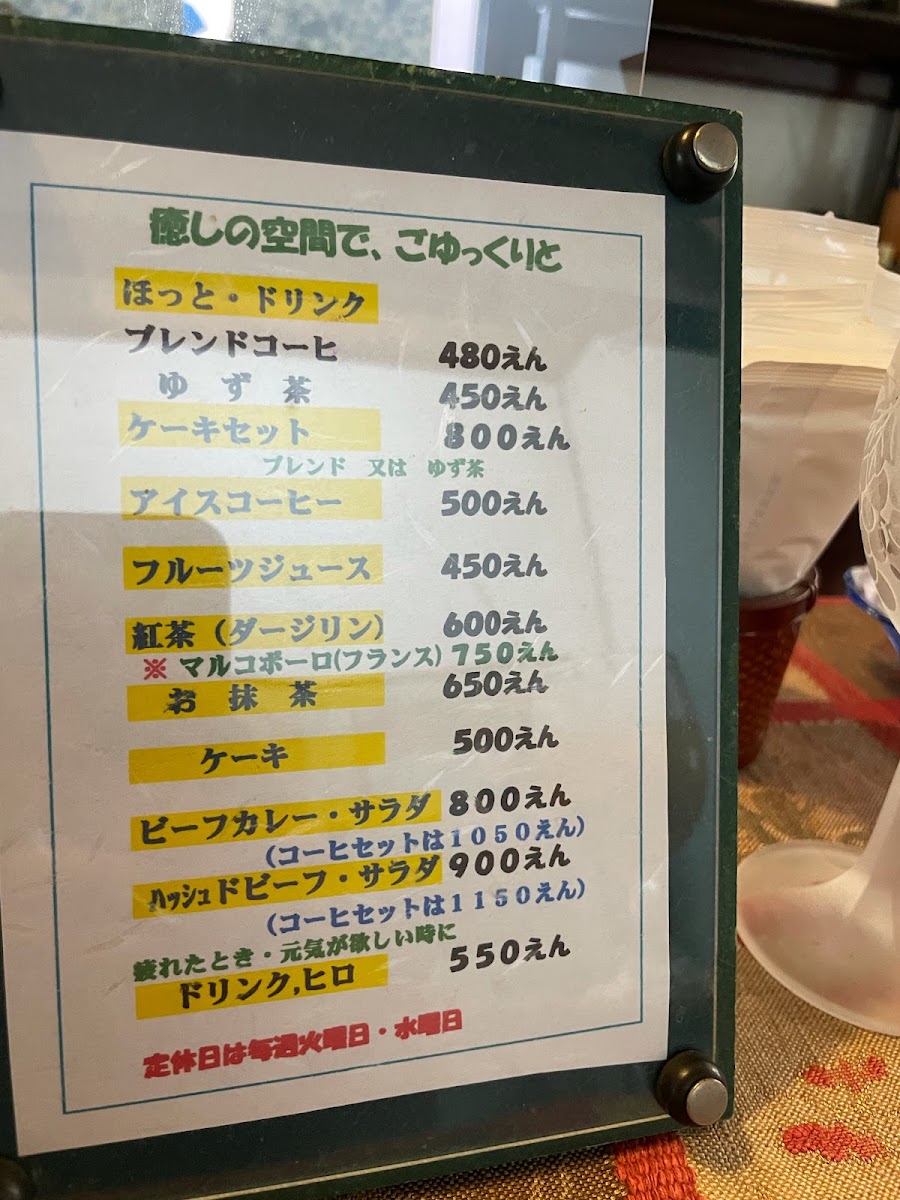 癒しの空間で、ごゆっくりと
ほっと・ドリンク
ブレンドコーヒ 480えん
ゆず茶 450えん
ケーキセット 800えん
ブレンド 又は ゆず茶
アイスコーヒー 500えん
フルーツジュース 450えん
紅茶（ダージリン） 600えん
※ マルコポーロ(フランス) 750えん
お抹茶 650えん
ケーキ 500えん
ビーフカレー・サラダ 800えん
（コーヒセットは１０５０えん）
ﾊｯｼｭドビーフ・サラダ 900えん
（コーヒセットは１１５０えん）
疲れたとき・元気が欲しい時に
ドリンク,ヒロ 550えん
定休日は毎週火曜日・水曜日